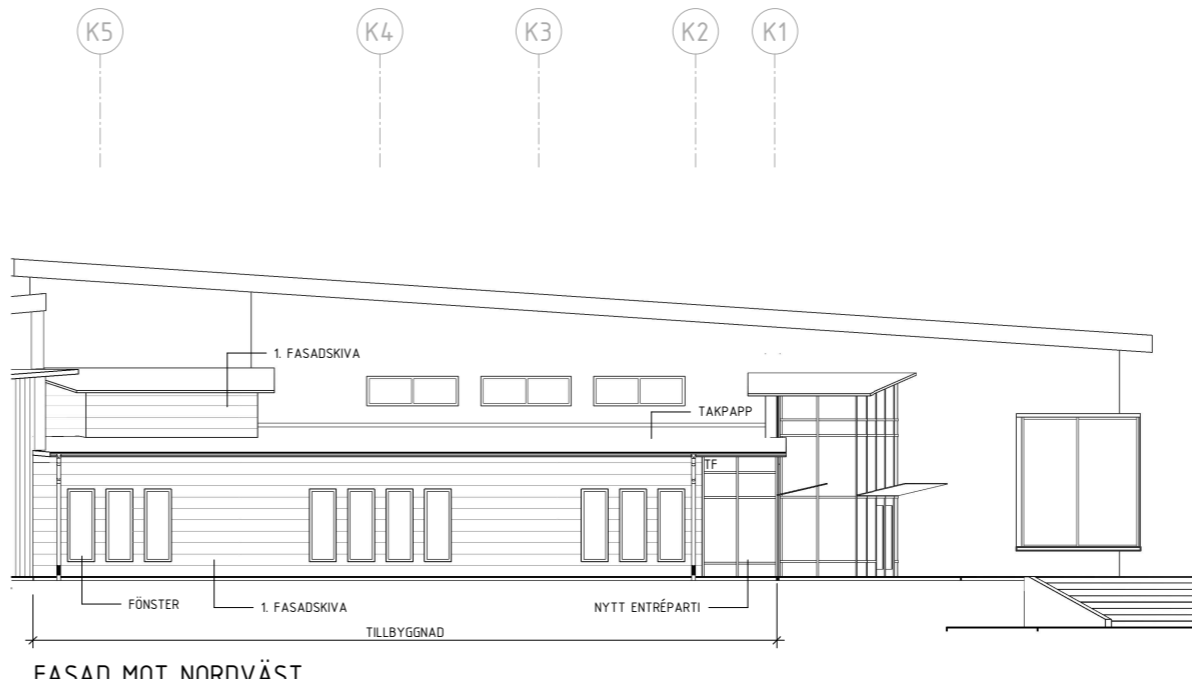 K5 K4 K3 K2 K1
1. FASADSKIVA
TAKPAPP
TF
FÖNSTER
1. FASADSKIVA
NYTT ENTRÉPARTI
TILLBYGGNAD
FASAD MOT NORDVÄST